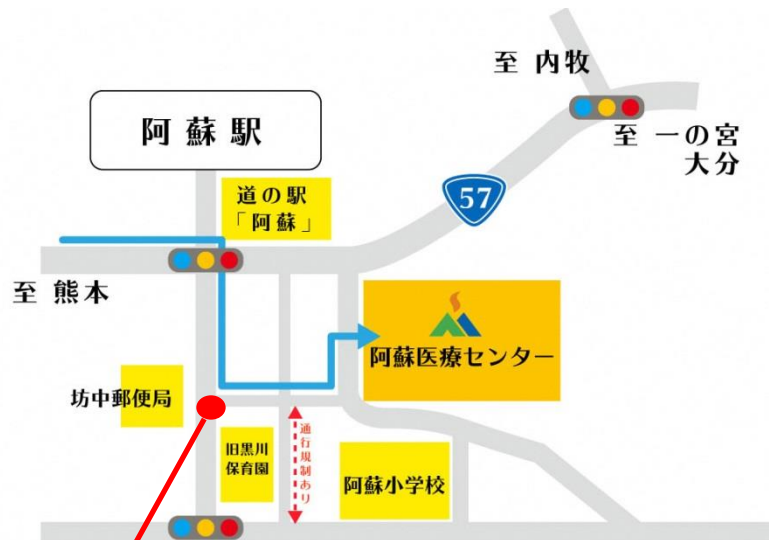 至 内牧
阿蘇駅
至 一の宮
大分
道の駅
「阿蘇」
57
至 熊本
阿蘇医療センター
坊中郵便局
旧黒川
保育園
通行規制あり
阿蘇小学校